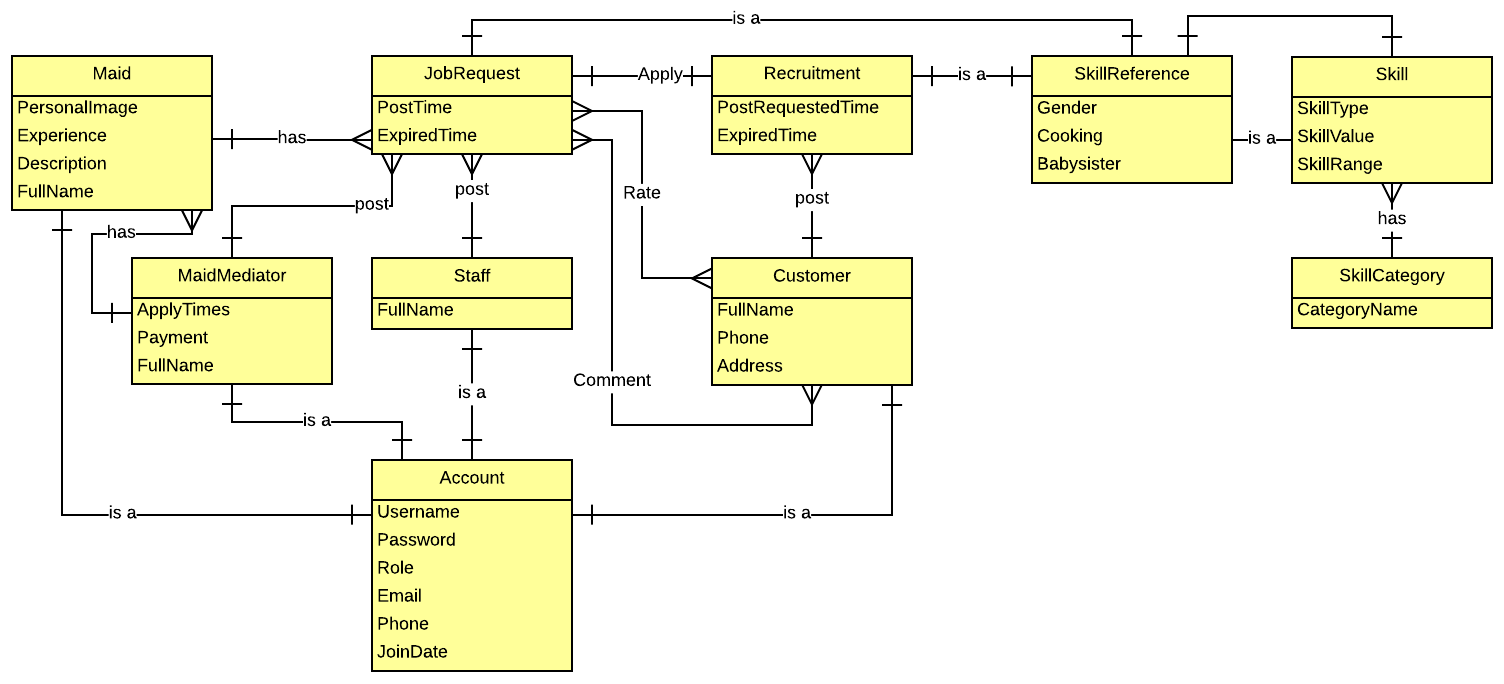 is a
Maid
PersonalImage
Experience
Description
FullName
has
JobRequest
PostTime
ExpiredTime
Apply
Recruitment
PostRequestedTime
ExpiredTime
is a
SkillReference
Gender
Cooking
Babysister
is a
Skill
SkillType
SkillValue
SkillRange
has
post
post
Rate
post
has
MaidMediator
ApplyTimes
Payment
FullName
Staff
FullName
Customer
FullName
Phone
Address
SkillCategory
CategoryName
is a
is a
Comment
is a
Account
Username
Password
Role
Email
Phone
JoinDate
is a